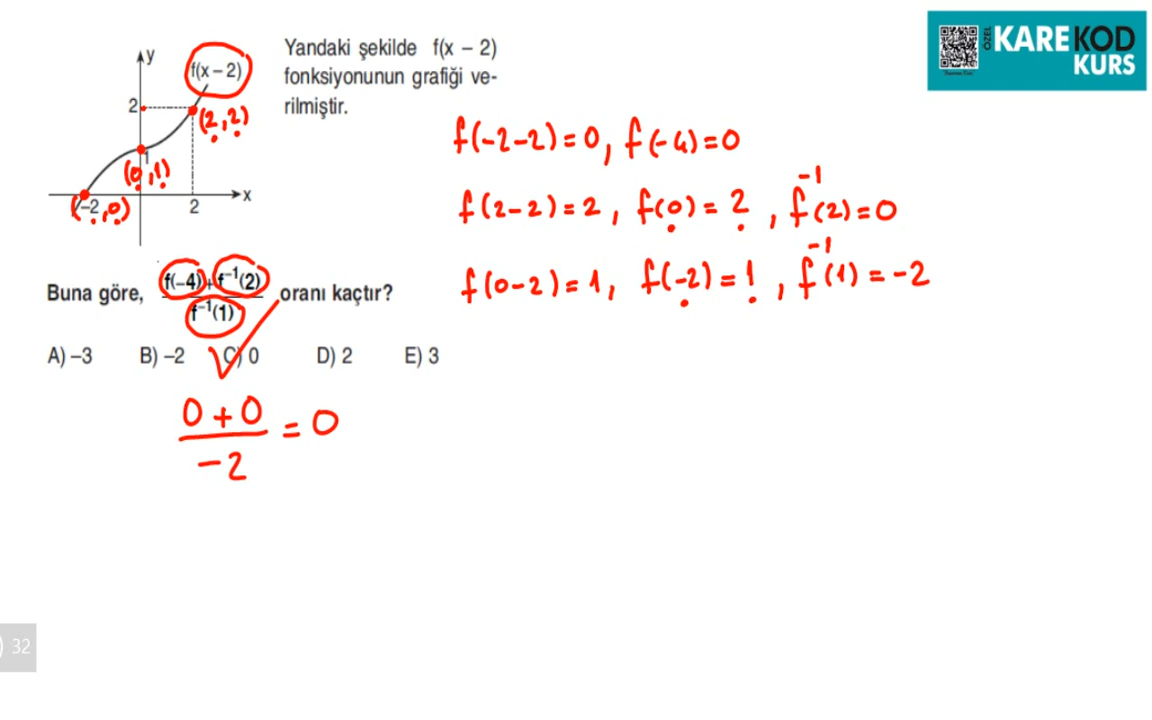 ÖZEL KAREKOD KURS
Yandaki şekilde f(x – 2)
fonksiyonunun grafiği ve-
rilmiştir.
y
f(x – 2)
2
(2,2)
1
(0,1)
–2
(-2,0)
2
x
f(-2-2)=0, f(-4)=0
f(2-2)=2, f(0)=2, f⁻¹(2)=0
f(0-2)=1, f(-2)=1, f⁻¹(1)=-2
Buna göre, f(–4)+f⁻¹(2) / f⁻¹(1) oranı kaçtır?
A) –3 B) –2 C) 0 D) 2 E) 3
0+0 / -2 = 0
32